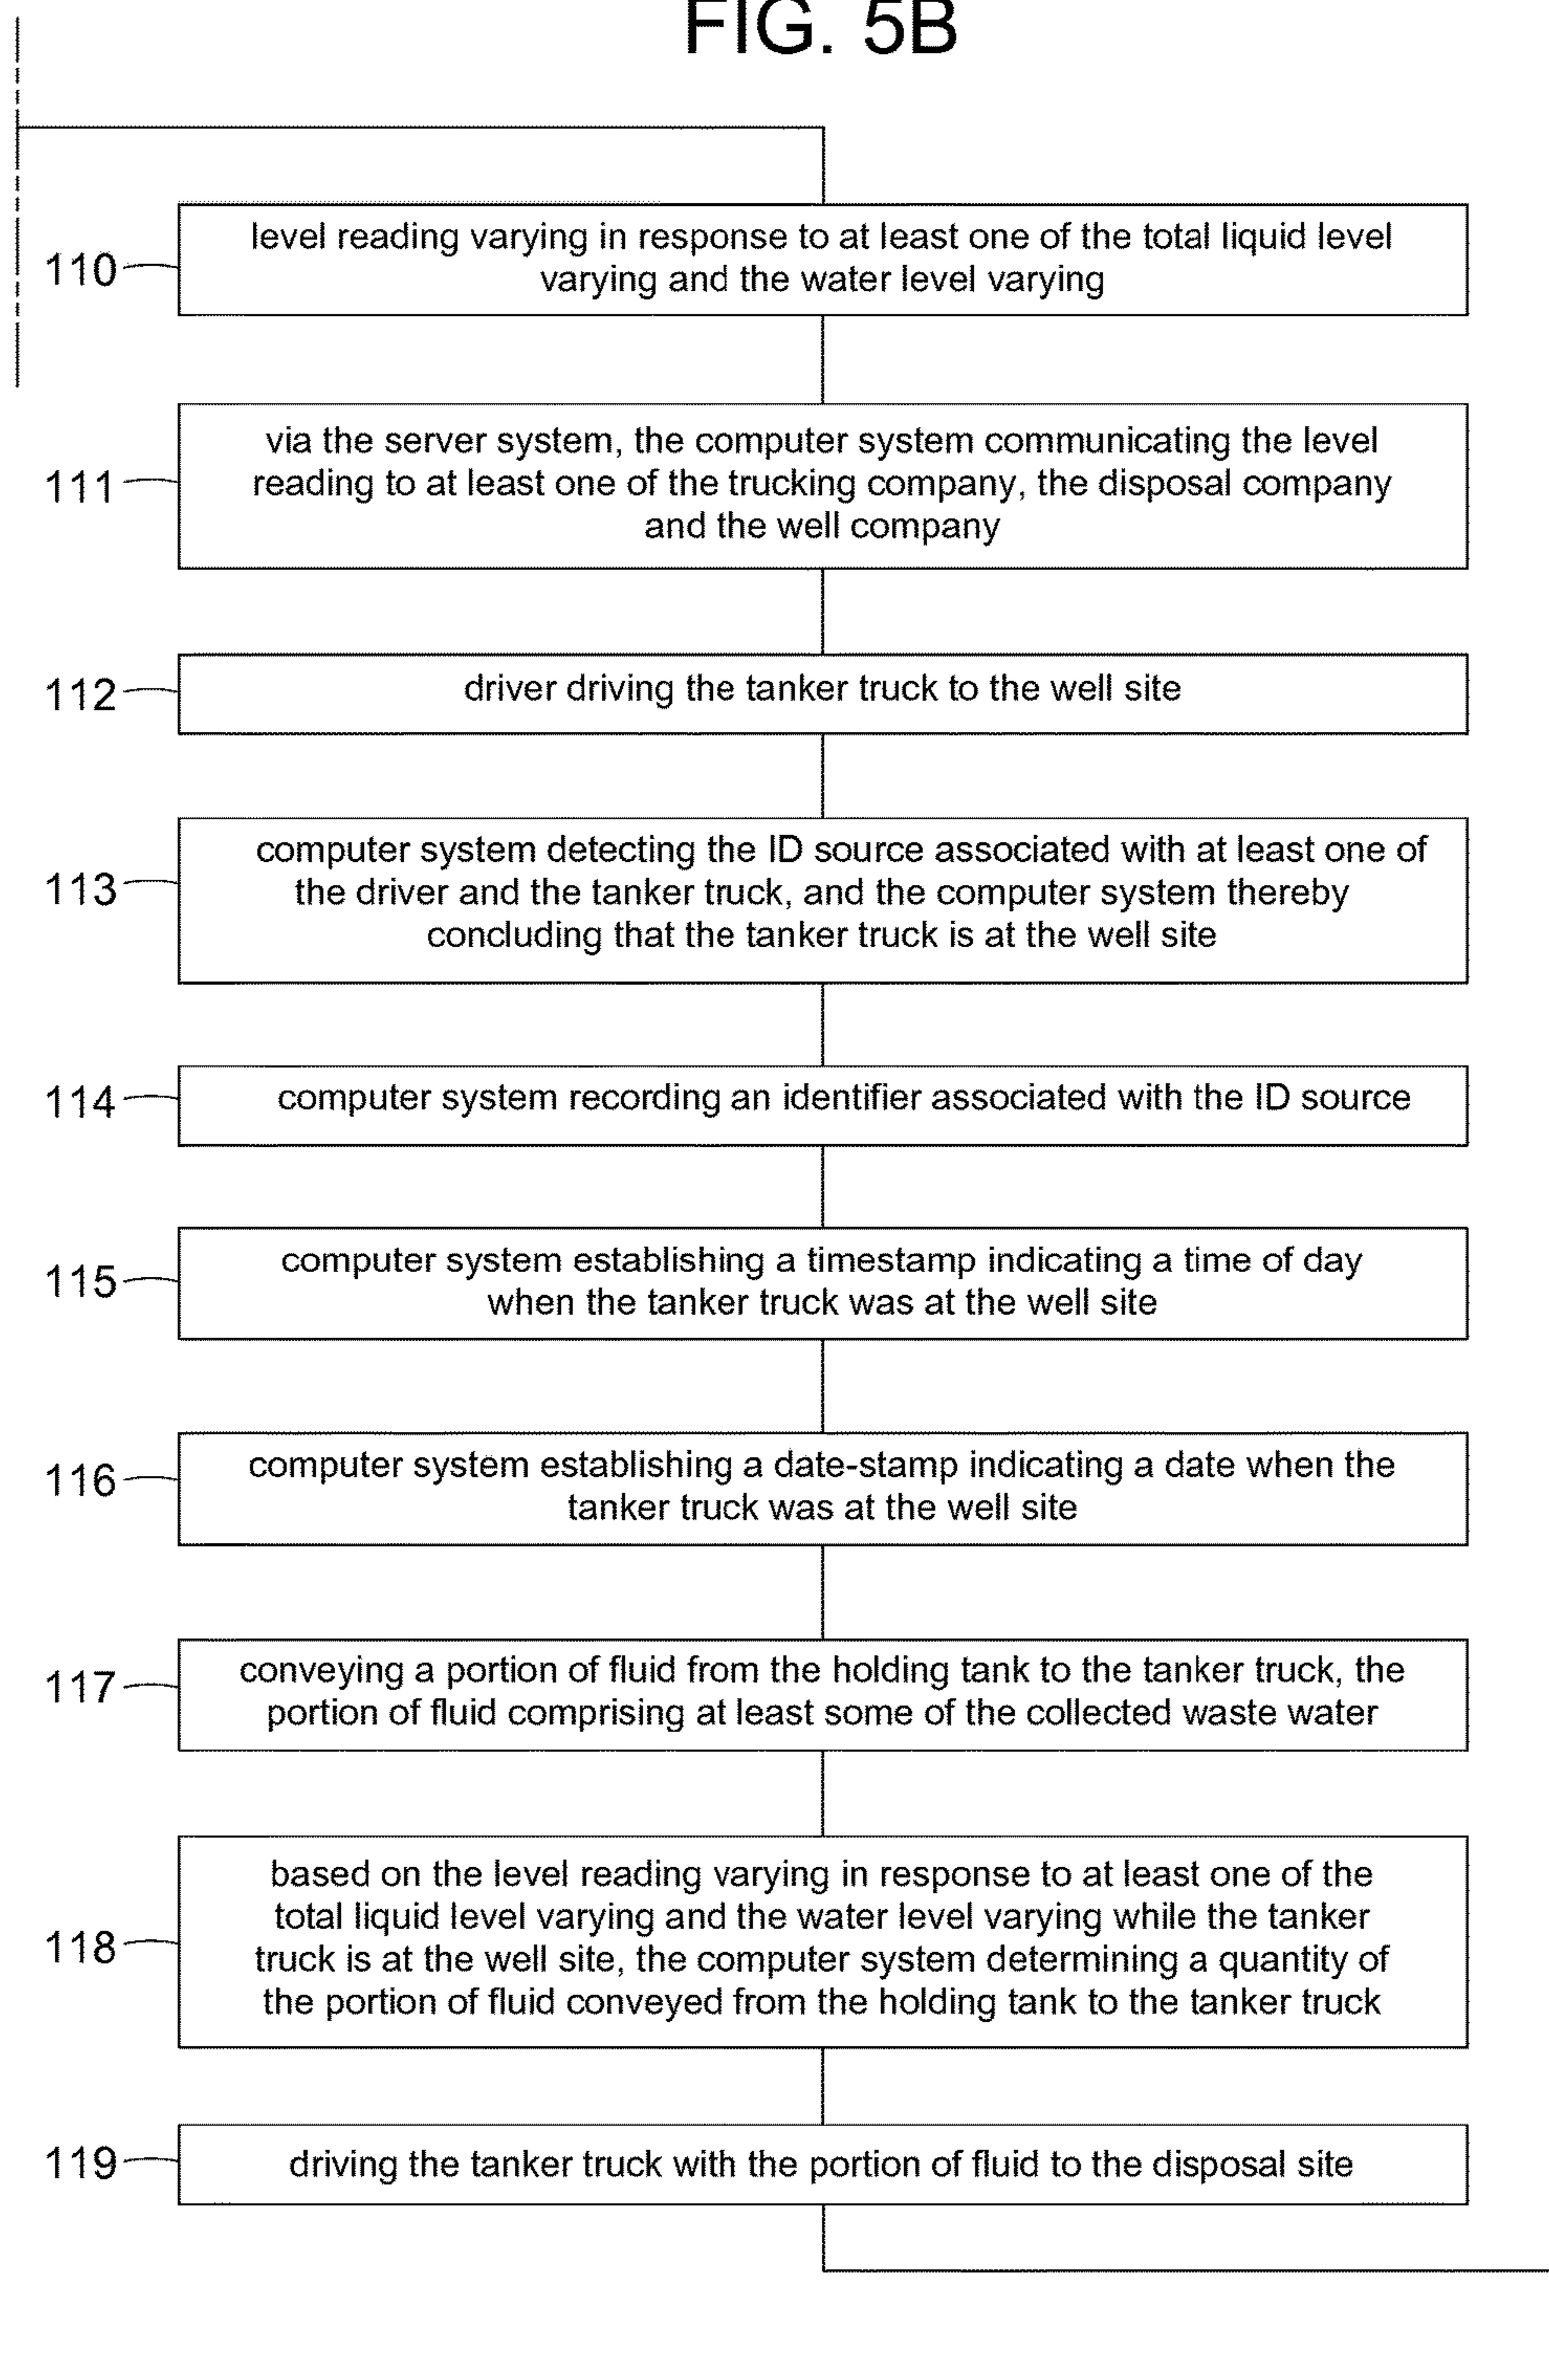 FIG. 5B
110
level reading varying in response to at least one of the total liquid level
varying and the water level varying
111
via the server system, the computer system communicating the level
reading to at least one of the trucking company, the disposal company
and the well company
112
driver driving the tanker truck to the well site
113
computer system detecting the ID source associated with at least one of
the driver and the tanker truck, and the computer system thereby
concluding that the tanker truck is at the well site
114
computer system recording an identifier associated with the ID source
115
computer system establishing a timestamp indicating a time of day
when the tanker truck was at the well site
116
computer system establishing a date-stamp indicating a date when the
tanker truck was at the well site
117
conveying a portion of fluid from the holding tank to the tanker truck, the
portion of fluid comprising at least some of the collected waste water
118
based on the level reading varying in response to at least one of the
total liquid level varying and the water level varying while the tanker
truck is at the well site, the computer system determining a quantity of
the portion of fluid conveyed from the holding tank to the tanker truck
119
driving the tanker truck with the portion of fluid to the disposal site